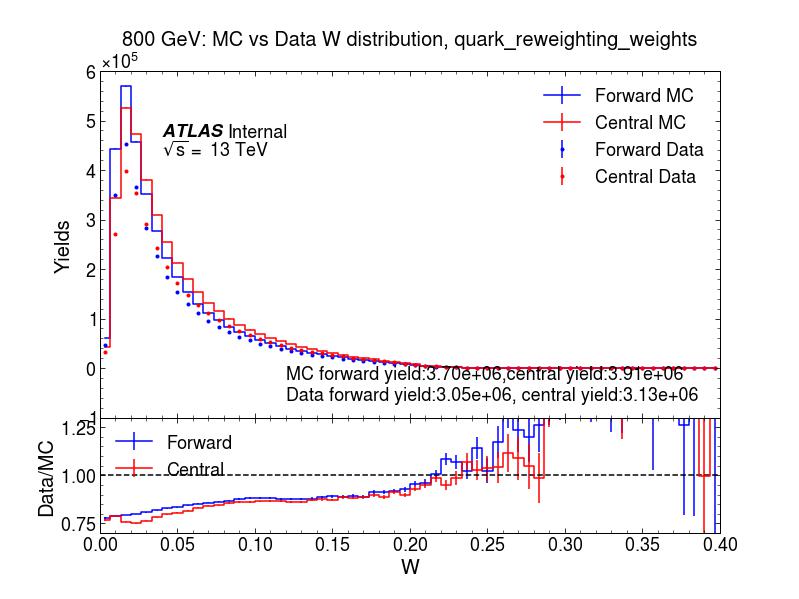 800 GeV: MC vs Data W distribution, quark_reweighting_weights
×10⁵
6
5
4
3
2
1
0
−1
Yields
ATLAS Internal
√s = 13 TeV
Forward MC
Central MC
Forward Data
Central Data
MC forward yield:3.70e+06,central yield:3.91e+06
Data forward yield:3.05e+06, central yield:3.13e+06
1.25
1.00
0.75
Data/MC
Forward
Central
0.00 0.05 0.10 0.15 0.20 0.25 0.30 0.35 0.40
W